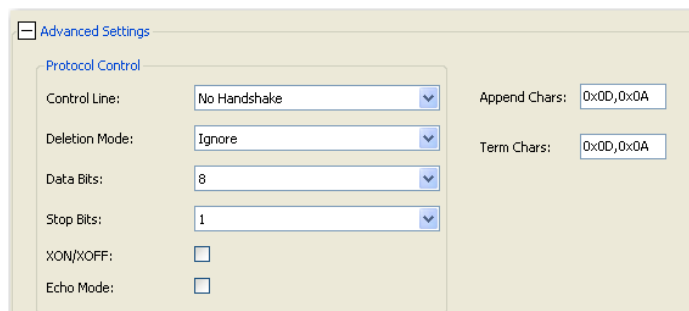 Advanced Settings
Protocol Control
Control Line: No Handshake
Append Chars: 0x0D,0x0A
Deletion Mode: Ignore
Term Chars: 0x0D,0x0A
Data Bits: 8
Stop Bits: 1
XON/XOFF:
Echo Mode: